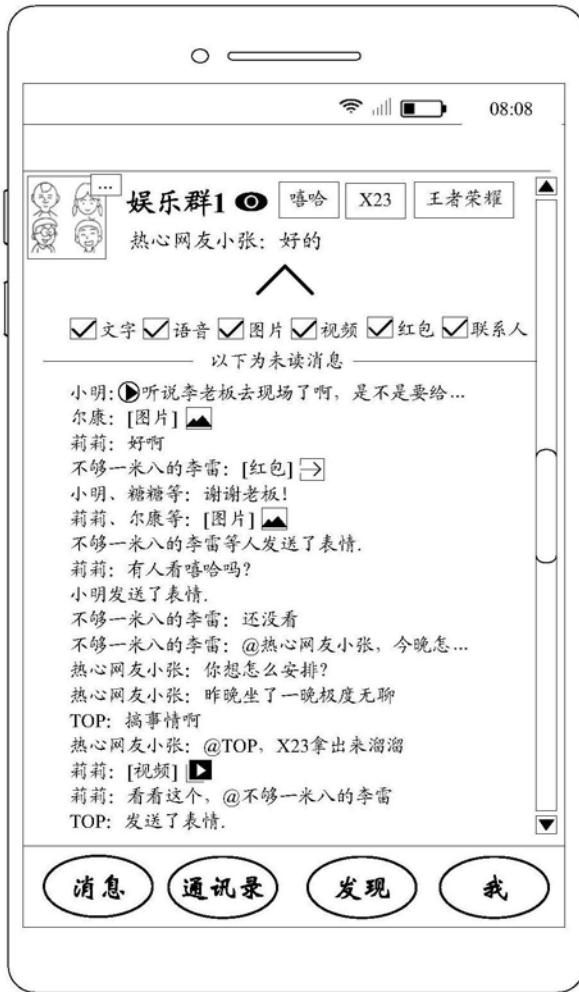 08:08
...
娱乐群1 嘻哈 X23 王者荣耀
热心网友小张：好的
文字 语音 图片 视频 红包 联系人
以下为未读消息
小明：听说李老板去现场了啊，是不是要给...
尔康：[图片]
莉莉：好啊
不够一米八的李雷：[红包]
小明、糖糖等：谢谢老板！
莉莉、尔康等：[图片]
不够一米八的李雷等人发送了表情.
莉莉：有人看嘻哈吗？
小明发送了表情.
不够一米八的李雷：还没看
不够一米八的李雷：@热心网友小张，今晚怎...
热心网友小张：你想怎么安排？
热心网友小张：昨晚坐了一晚极度无聊
TOP：搞事情啊
热心网友小张：@TOP，X23拿出来溜溜
莉莉：[视频]
莉莉：看看这个，@不够一米八的李雷
TOP：发送了表情.
消息 通讯录 发现 我